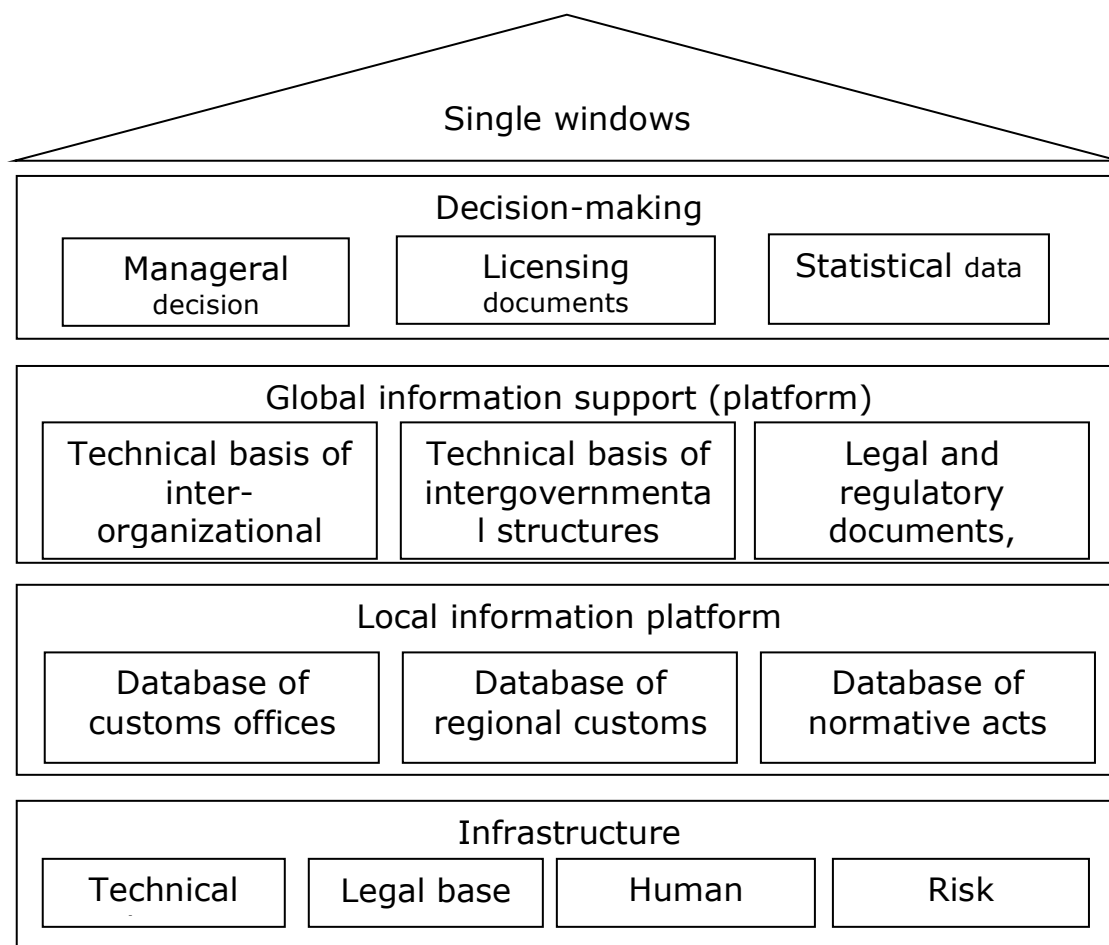 Single windows
Decision-making
Manageral
decision
Licensing
documents
Statistical data
Global information support (platform)
Technical basis of
inter-
organizational
Technical basis of
intergovernmenta
l structures
Legal and
regulatory
documents,
Local information platform
Database of
customs offices
Database of
regional customs
Database of
normative acts
Infrastructure
Technical
Legal base
Human
Risk